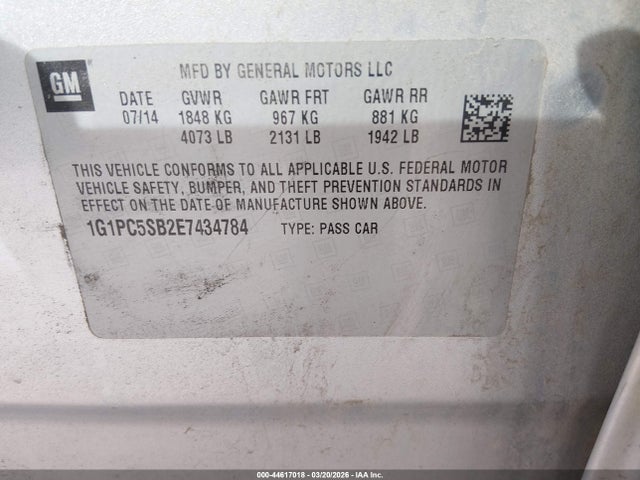 GM
MFD BY GENERAL MOTORS LLC
DATE GVWR GAWR FRT GAWR RR
07/14 1848 KG 967 KG 881 KG
4073 LB 2131 LB 1942 LB
THIS VEHICLE CONFORMS TO ALL APPLICABLE U.S. FEDERAL MOTOR
VEHICLE SAFETY, BUMPER, AND THEFT PREVENTION STANDARDS IN
EFFECT ON THE DATE OF MANUFACTURE SHOWN ABOVE.
1G1PC5SB2E7434784 TYPE: PASS CAR
000-44617018 | 03/20/2026 | IAA Inc.